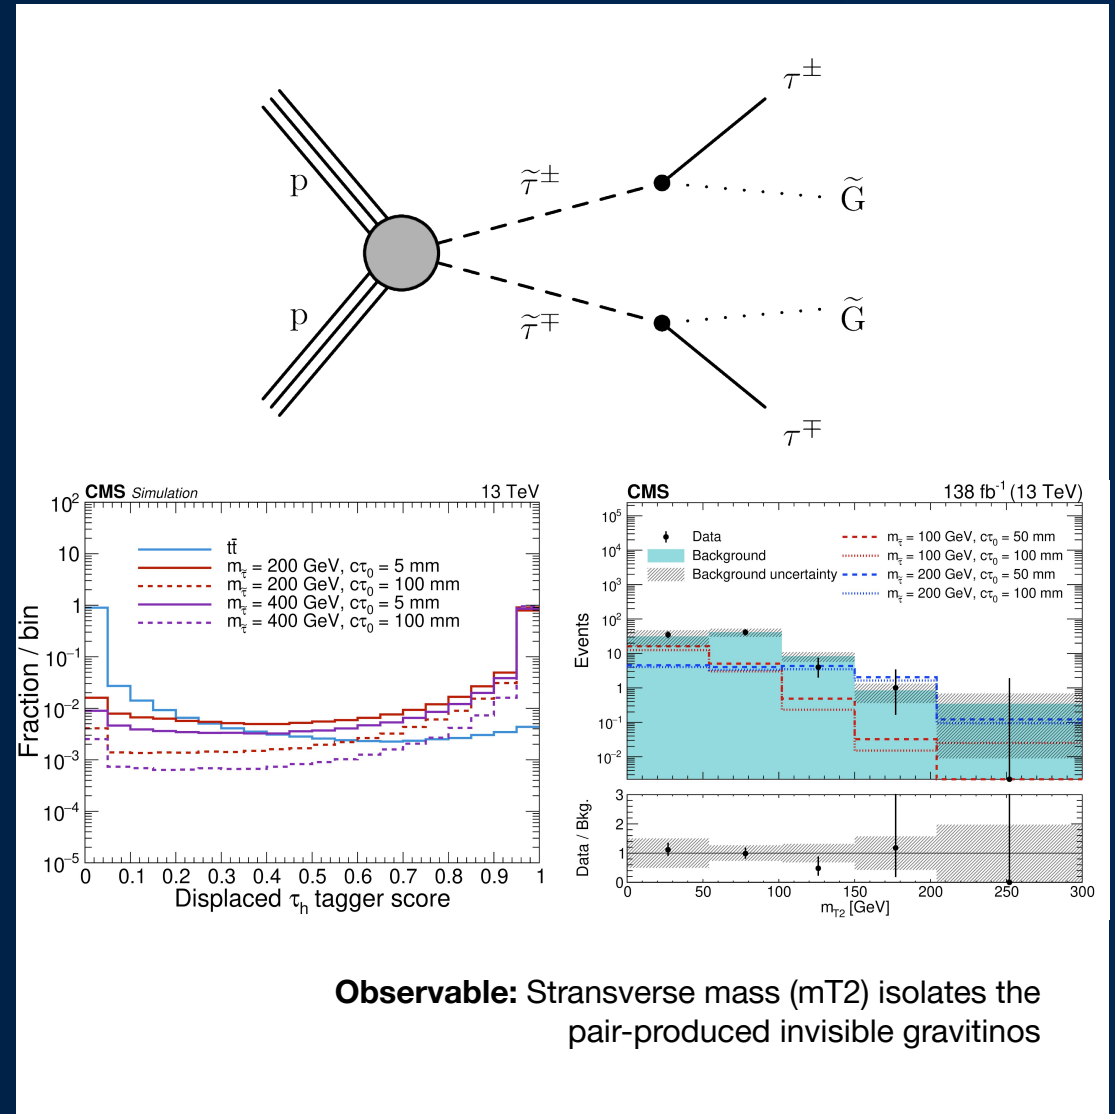 τ±
p
τ̃±
G̃
p
τ̃∓
G̃
τ∓
CMS Simulation 13 TeV
10²
10
1
10⁻¹
10⁻²
10⁻³
10⁻⁴
10⁻⁵
Fraction / bin
tt̄
m_τ̃ = 200 GeV, cτ₀ = 5 mm
m_τ̃ = 200 GeV, cτ₀ = 100 mm
m_τ̃ = 400 GeV, cτ₀ = 5 mm
m_τ̃ = 400 GeV, cτ₀ = 100 mm
0 0.1 0.2 0.3 0.4 0.5 0.6 0.7 0.8 0.9 1
Displaced τₕ tagger score
CMS 138 fb⁻¹ (13 TeV)
10⁵
10⁴
10³
10²
10
1
10⁻¹
10⁻²
Events
Data
Background
Background uncertainty
m_τ̃ = 100 GeV, cτ₀ = 50 mm
m_τ̃ = 100 GeV, cτ₀ = 100 mm
m_τ̃ = 200 GeV, cτ₀ = 50 mm
m_τ̃ = 200 GeV, cτ₀ = 100 mm
3
2
1
0
Data / Bkg.
0 50 100 150 200 250 300
m_T2 [GeV]
Observable: Stransverse mass (mT2) isolates the
pair-produced invisible gravitinos